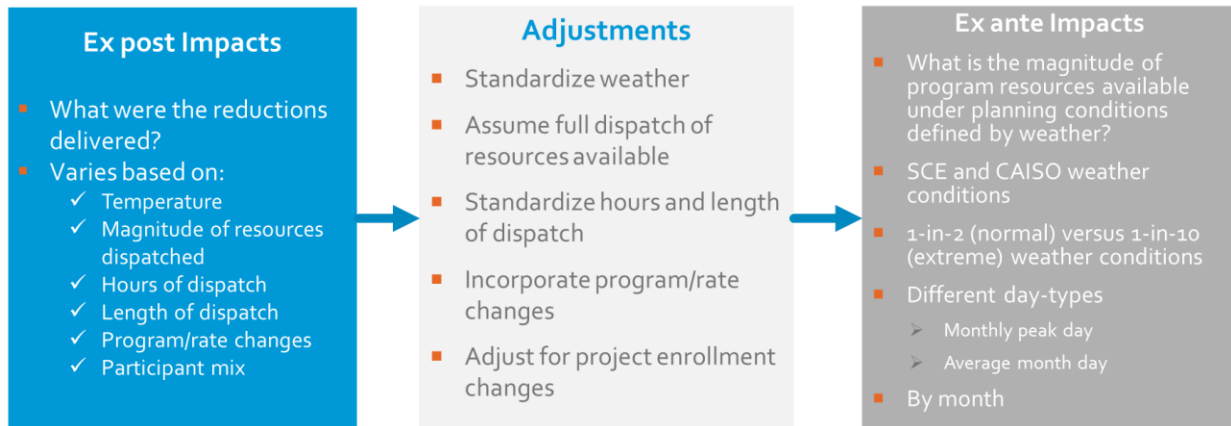 Ex post Impacts
What were the reductions
delivered?
Varies based on:
Temperature
Magnitude of resources
dispatched
Hours of dispatch
Length of dispatch
Program/rate changes
Participant mix
Adjustments
Standardize weather
Assume full dispatch of
resources available
Standardize hours and length
of dispatch
Incorporate program/rate
changes
Adjust for project enrollment
changes
Ex ante Impacts
What is the magnitude of
program resources available
under planning conditions
defined by weather?
SCE and CAISO weather
conditions
1-in-2 (normal) versus 1-in-10
(extreme) weather conditions
Different day-types
Monthly peak day
Average month day
By month